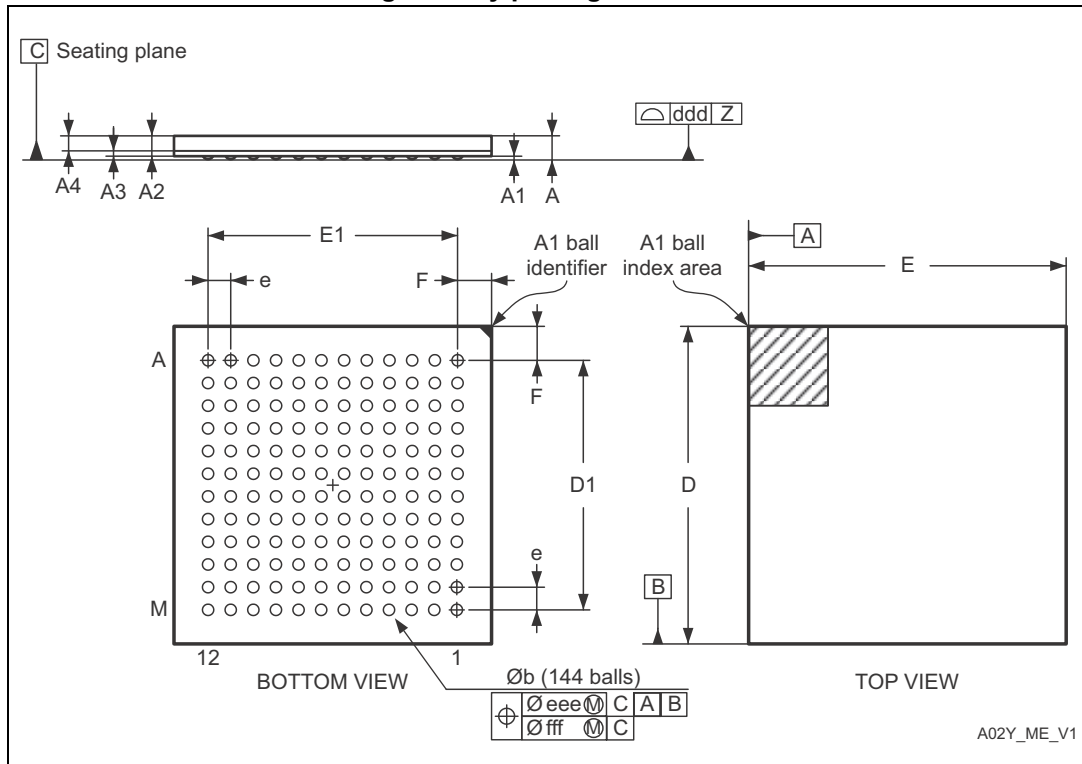 C Seating plane
ddd Z
A4 A3 A2 A1 A
E1
e
F
A1 ball
identifier
A1 ball
index area
A
E
A
F
D1
D
e
B
M
12
1
BOTTOM VIEW
Øb (144 balls)
TOP VIEW
Ø eee Ⓜ C A B
Ø fff Ⓜ C
A02Y_ME_V1